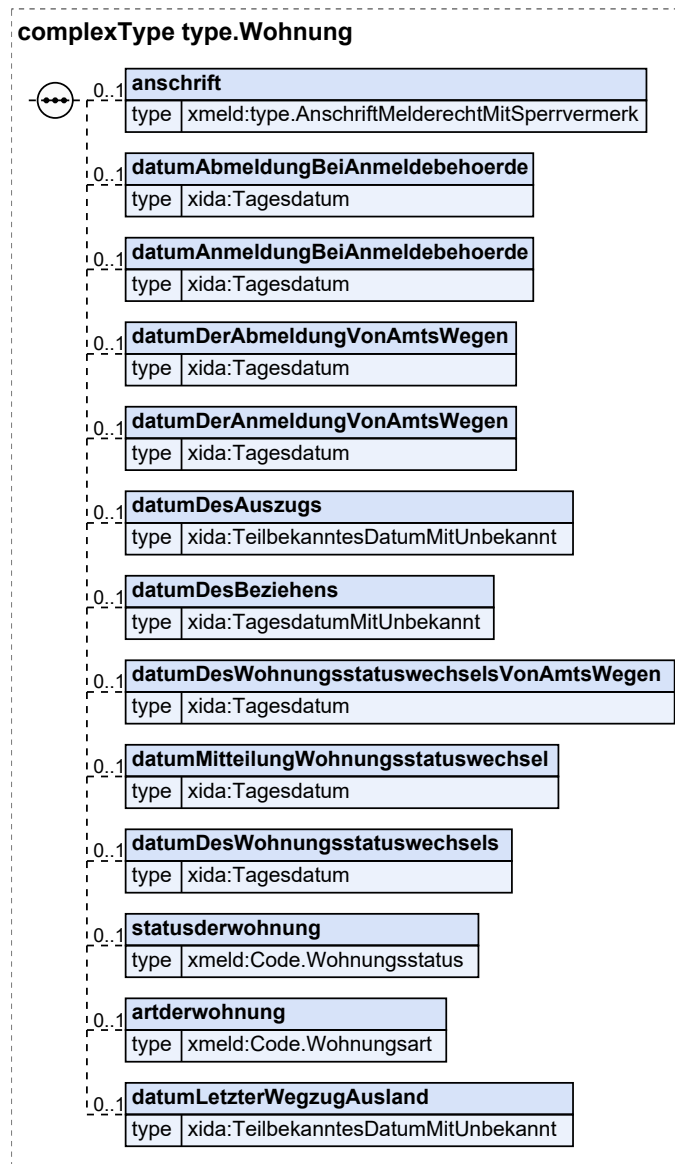 complexType type.Wohnung
0..1 anschrift
type xmeld:type.AnschriftMelderechtMitSperrvermerk
0..1 datumAbmeldungBeiAnmeldebehoerde
type xida:Tagesdatum
0..1 datumAnmeldungBeiAnmeldebehoerde
type xida:Tagesdatum
0..1 datumDerAbmeldungVonAmtsWegen
type xida:Tagesdatum
0..1 datumDerAnmeldungVonAmtsWegen
type xida:Tagesdatum
0..1 datumDesAuszugs
type xida:TeilbekanntesDatumMitUnbekannt
0..1 datumDesBeziehens
type xida:TagesdatumMitUnbekannt
0..1 datumDesWohnungsstatuswechselsVonAmtsWegen
type xida:Tagesdatum
0..1 datumMitteilungWohnungsstatuswechsel
type xida:Tagesdatum
0..1 datumDesWohnungsstatuswechsels
type xida:Tagesdatum
0..1 statusderwohnung
type xmeld:Code.Wohnungsstatus
0..1 artderwohnung
type xmeld:Code.Wohnungsart
0..1 datumLetzterWegzugAusland
type xida:TeilbekanntesDatumMitUnbekannt